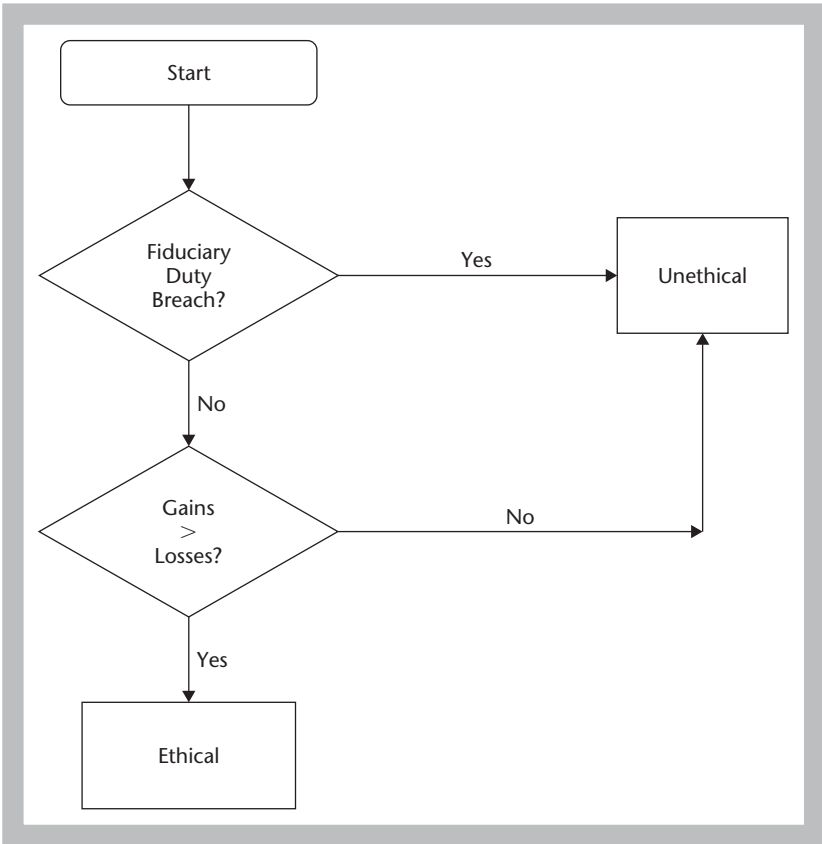 Start
Fiduciary
Duty
Breach?
Yes
Unethical
No
Gains
>
Losses?
No
Yes
Ethical